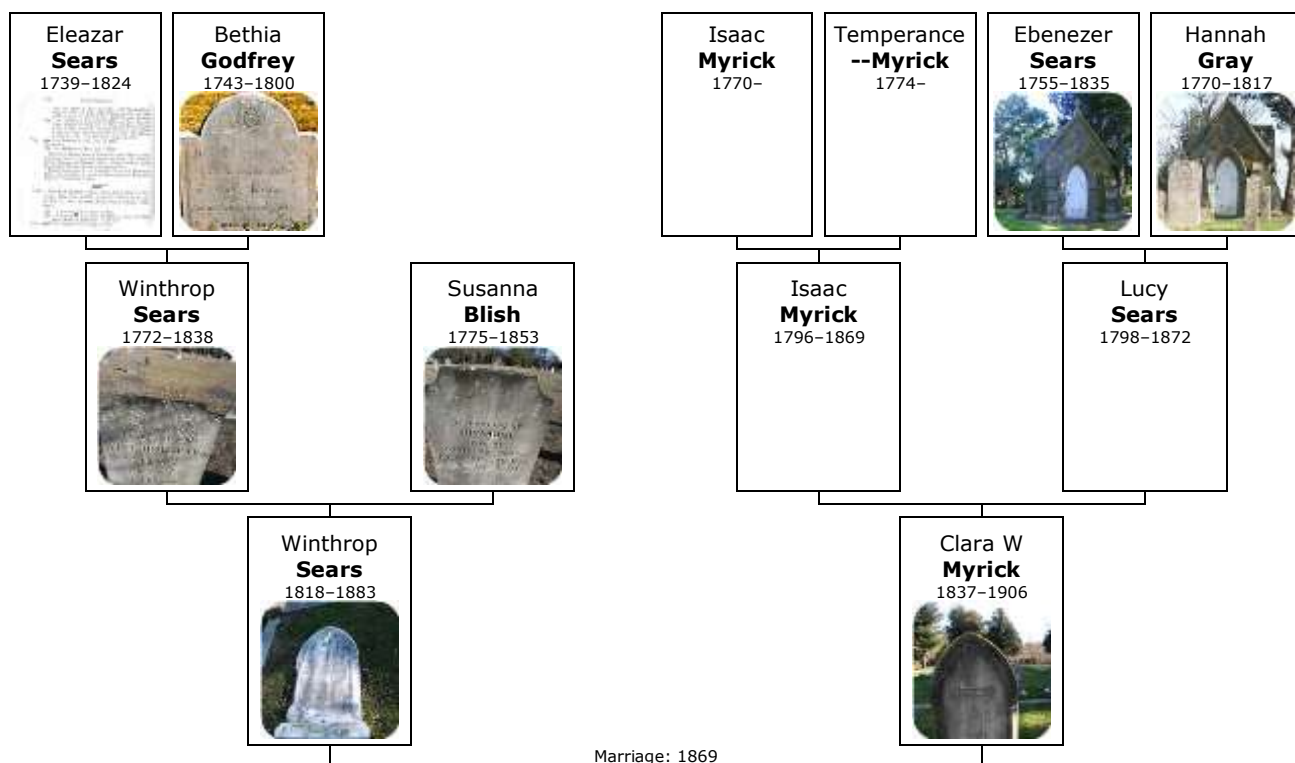 Eleazar
Sears
1739–1824
Bethia
Godfrey
1743–1800
Isaac
Myrick
1770–
Temperance
--Myrick
1774–
Ebenezer
Sears
1755–1835
Hannah
Gray
1770–1817
Winthrop
Sears
1772–1838
Susanna
Blish
1775–1853
Isaac
Myrick
1796–1869
Lucy
Sears
1798–1872
Winthrop
Sears
1818–1883
Clara W
Myrick
1837–1906
Marriage: 1869